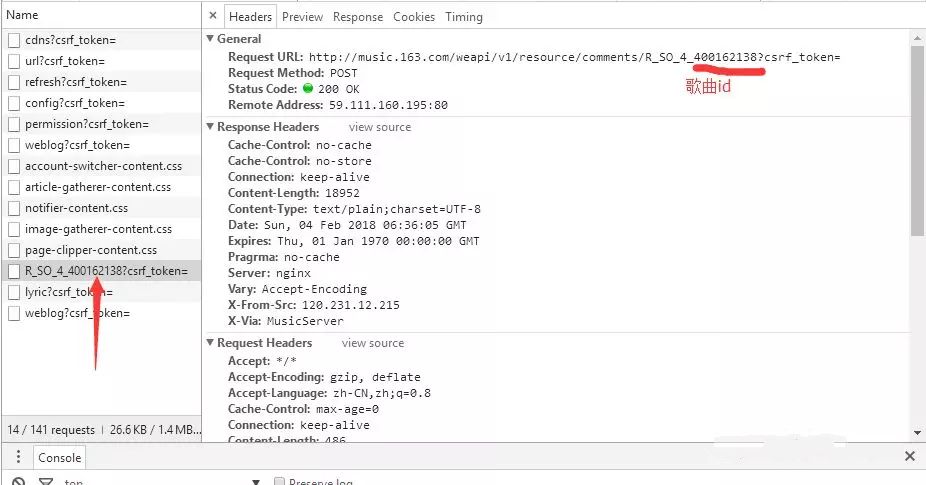 Name
cdns?csrf_token=
url?csrf_token=
refresh?csrf_token=
config?csrf_token=
permission?csrf_token=
weblog?csrf_token=
account-switcher-content.css
article-gatherer-content.css
notifier-content.css
image-gatherer-content.css
page-clipper-content.css
R_SO_4_400162138?csrf_token=
lyric?csrf_token=
weblog?csrf_token=
14 / 141 requests | 26.6 KB / 1.4 MB...
× Headers Preview Response Cookies Timing
▼ General
Request URL: http://music.163.com/weapi/v1/resource/comments/R_SO_4_400162138?csrf_token=
Request Method: POST
歌曲id
Status Code: 200 OK
Remote Address: 59.111.160.195:80
▼ Response Headers view source
Cache-Control: no-cache
Cache-Control: no-store
Connection: keep-alive
Content-Length: 18952
Content-Type: text/plain;charset=UTF-8
Date: Sun, 04 Feb 2018 06:36:05 GMT
Expires: Thu, 01 Jan 1970 00:00:00 GMT
Pragrma: no-cache
Server: nginx
Vary: Accept-Encoding
X-From-Src: 120.231.12.215
X-Via: MusicServer
▼ Request Headers view source
Accept: */*
Accept-Encoding: gzip, deflate
Accept-Language: zh-CN,zh;q=0.8
Cache-Control: max-age=0
Connection: keep-alive
Content-Length: 486
Console
top ▼ Preserve log